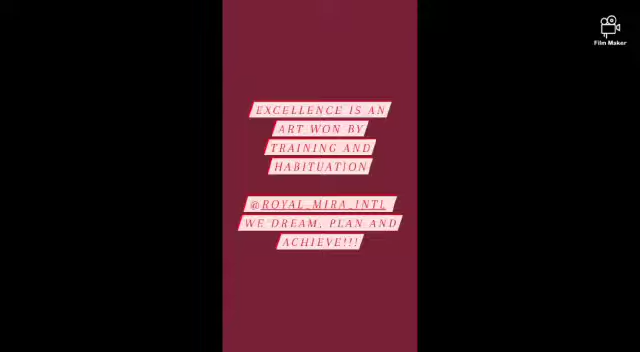 Film Maker
EXCELLENCE IS AN
ART WON BY
TRAINING AND
HABITUATION
@ROYAL_MIRA_INTL
WE DREAM, PLAN AND
ACHIEVE!!!